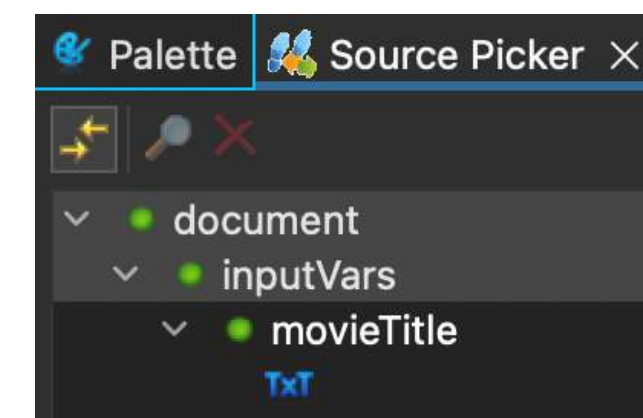 Palette Source Picker
document
inputVars
movieTitle
TxT